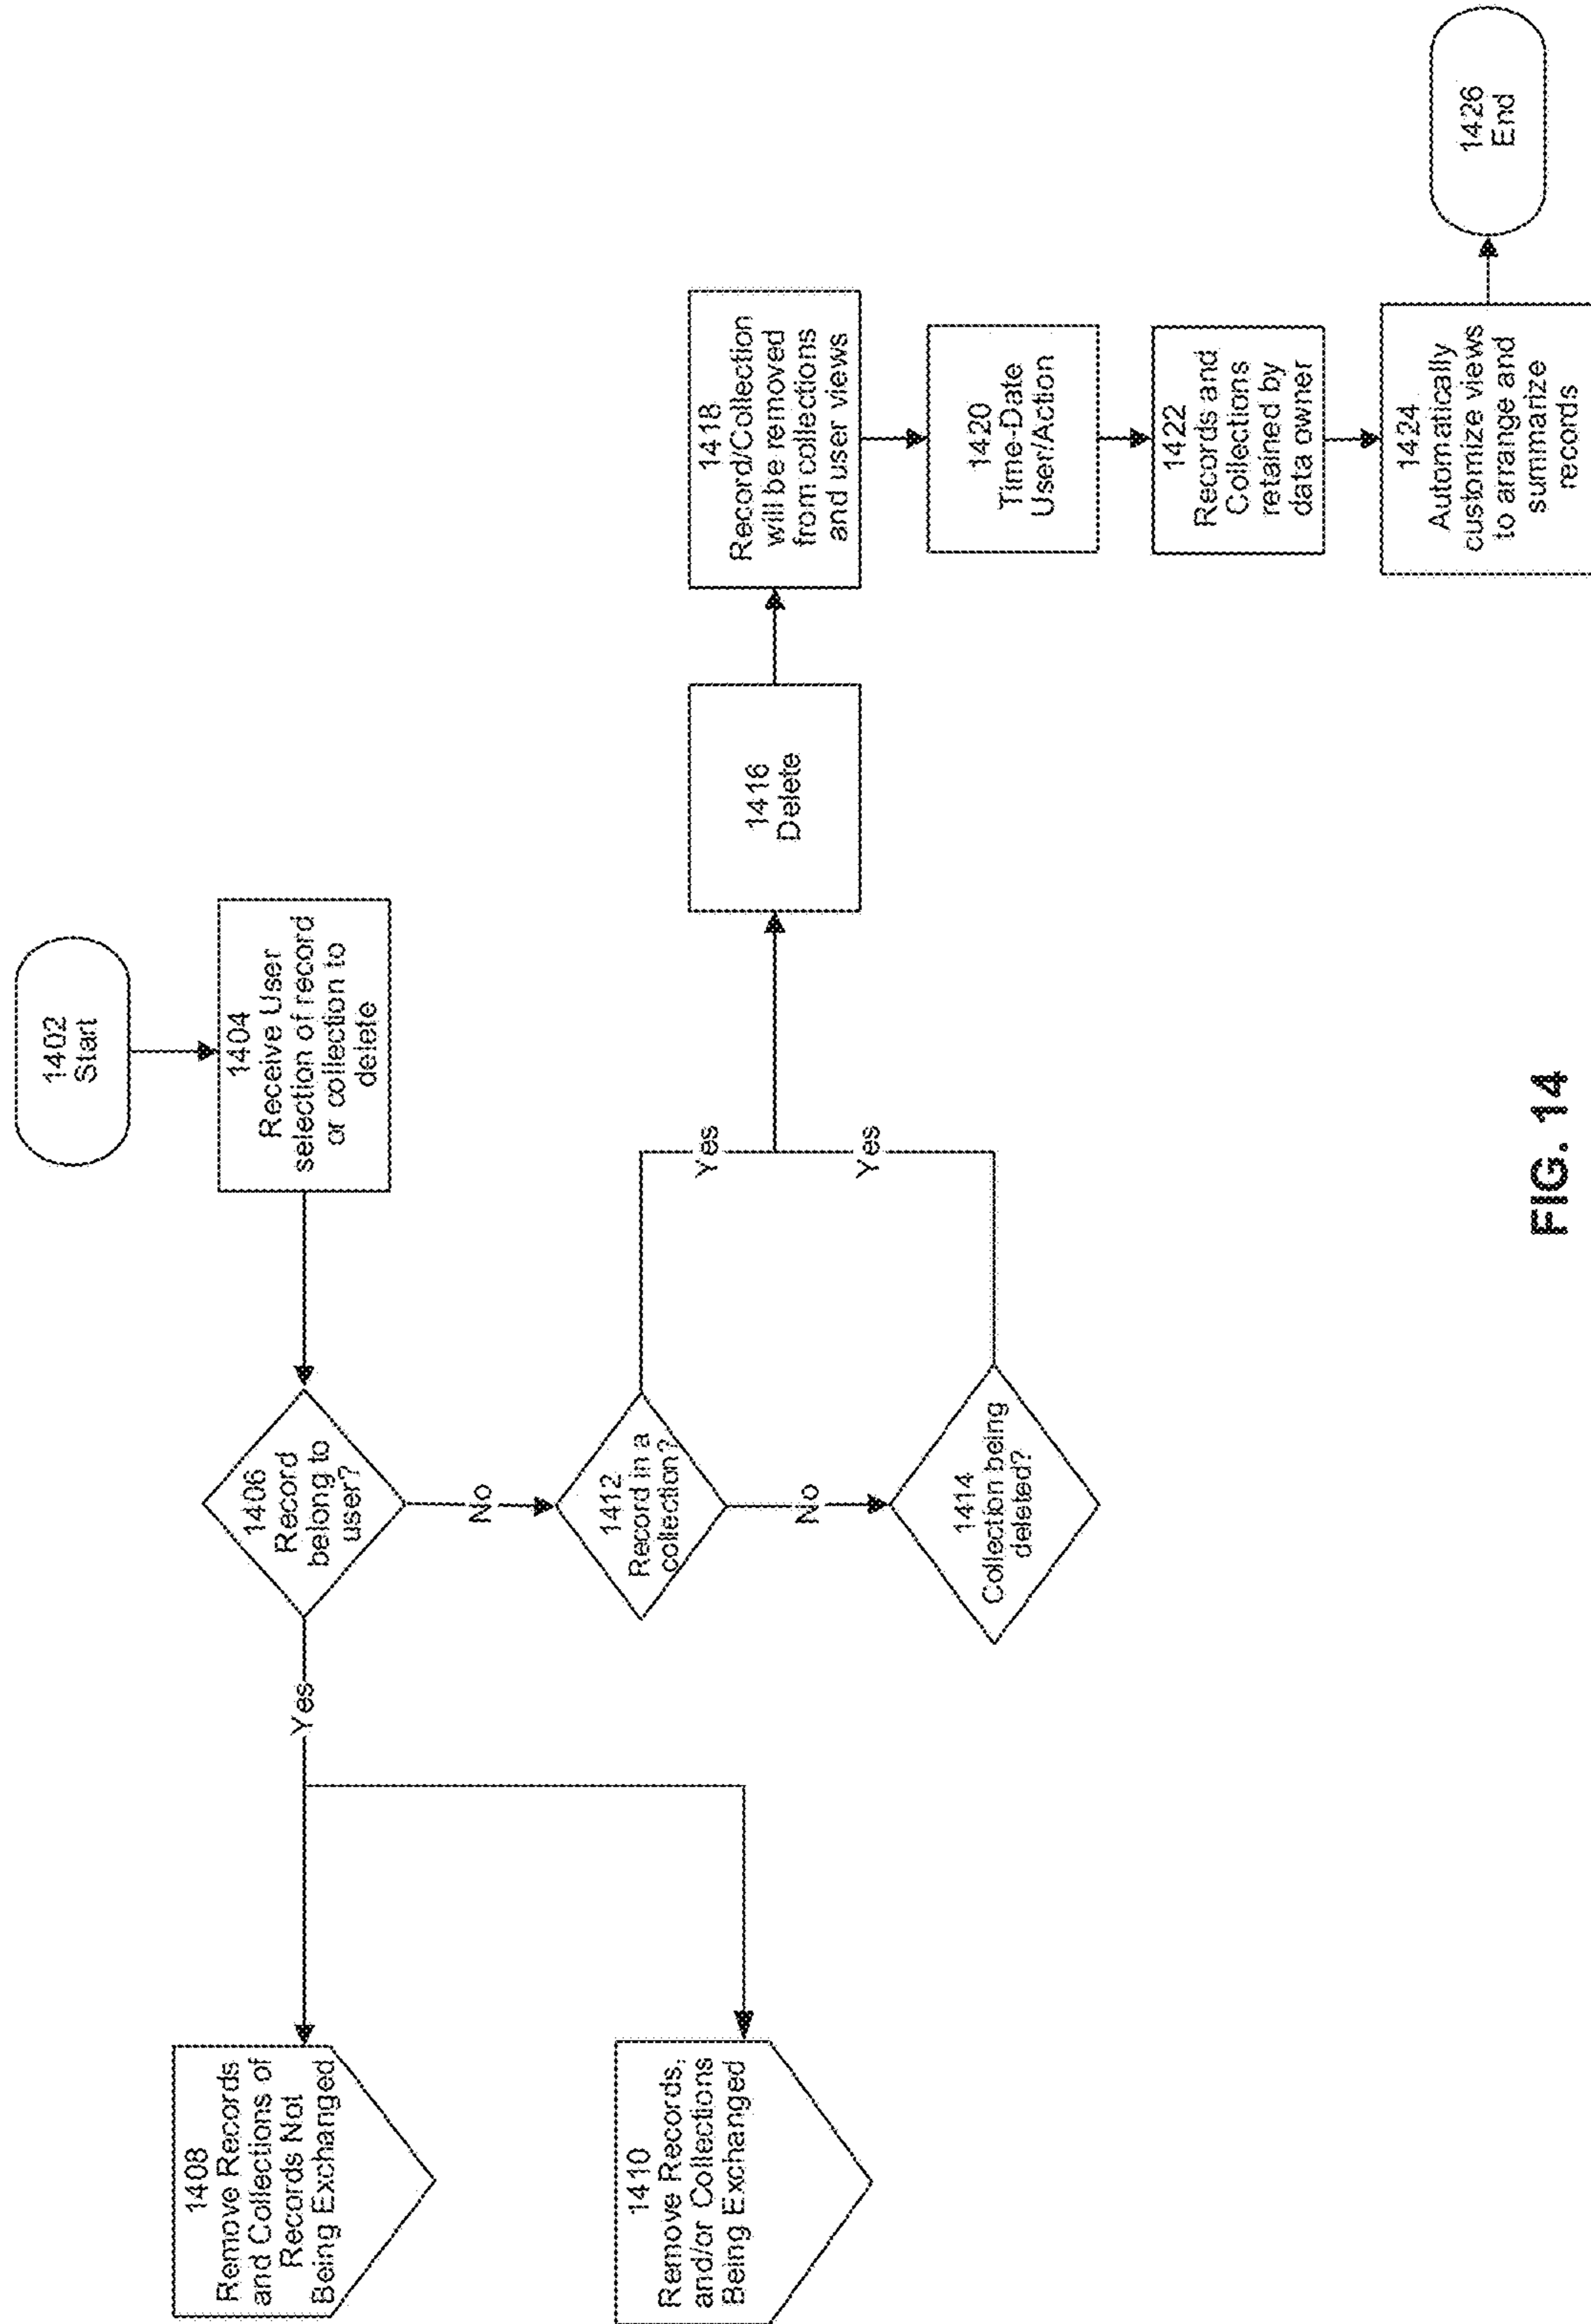 1402
Start
1404
Receive User
selection of record
or collection to
delete
1406
Record
belong to
user?
Yes
No
1408
Remove Records
and Collections of
Records Not
Being Exchanged
1410
Remove Records,
and/or Collections
Being Exchanged
1412
Record in a
collection?
Yes
No
1414
Collection being
deleted?
Yes
1416
Delete
1418
Record/Collection
will be removed
from collections
and user views
1420
Time-Date
User/Action
1422
Records and
Collections
retained by
data owner
1424
Automatically
customize views
to arrange and
summarize
records
1426
End
FIG. 14